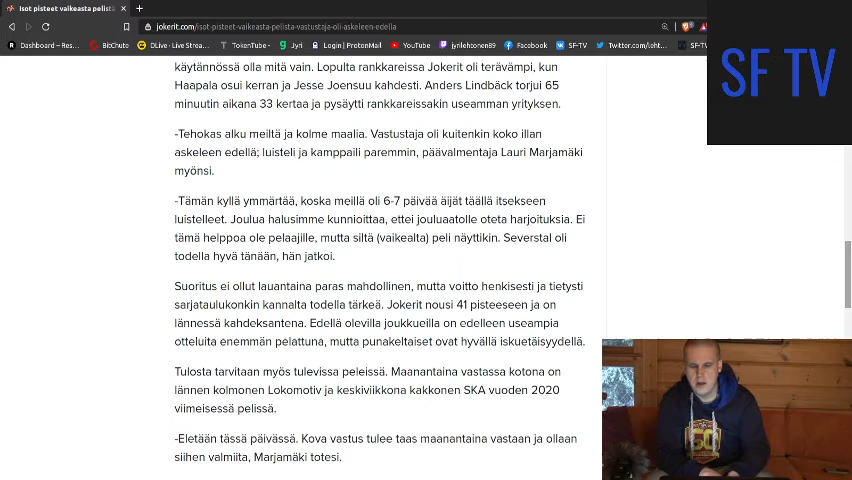 Isot pisteet vaikeasta pelist
jokerit.com/isot-pisteet-vaikeasta-pelista-vastustaja-oli-askeleen-edella
Dashboard – Res... BitChute DLive · Live Stream... TokenTube Jyri Login | ProtonMail YouTube jyrilehtonen89 Facebook SF-TV Twitter.com/leht... SF-TV
SF TV
käytännössä olla mitä vain. Lopulta rankkareissa Jokerit oli terävämpi, kun
Haapala osui kerran ja Jesse Joensuu kahdesti. Anders Lindbäck torjui 65
minuutin aikana 33 kertaa ja pysäytti rankkareissakin useamman yrityksen.
-Tehokas alku meiltä ja kolme maalia. Vastustaja oli kuitenkin koko illan
askeleen edellä; luisteli ja kamppaili paremmin, päävalmentaja Lauri Marjamäki
myönsi.
-Tämän kyllä ymmärtää, koska meillä oli 6-7 päivää äijät täällä itsekseen
luistelleet. Joulua halusimme kunnioittaa, ettei jouluaatolle oteta harjoituksia. Ei
tämä helppoa ole pelaajille, mutta siltä (vaikealta) peli näyttikin. Severstal oli
todella hyvä tänään, hän jatkoi.
Suoritus ei ollut lauantaina paras mahdollinen, mutta voitto henkisesti ja tietysti
sarjataulukonkin kannalta todella tärkeä. Jokerit nousi 41 pisteeseen ja on
lännessä kahdeksantena. Edellä olevilla joukkueilla on edelleen useampia
otteluita enemmän pelattuna, mutta punakeltaiset ovat hyvällä iskuetäisyydellä.
Tulosta tarvitaan myös tulevissa peleissä. Maanantaina vastassa kotona on
lännen kolmonen Lokomotiv ja keskiviikkona kakkonen SKA vuoden 2020
viimeisessä pelissä.
-Eletään tässä päivässä. Kova vastus tulee taas maanantaina vastaan ja ollaan
siihen valmiita, Marjamäki totesi.